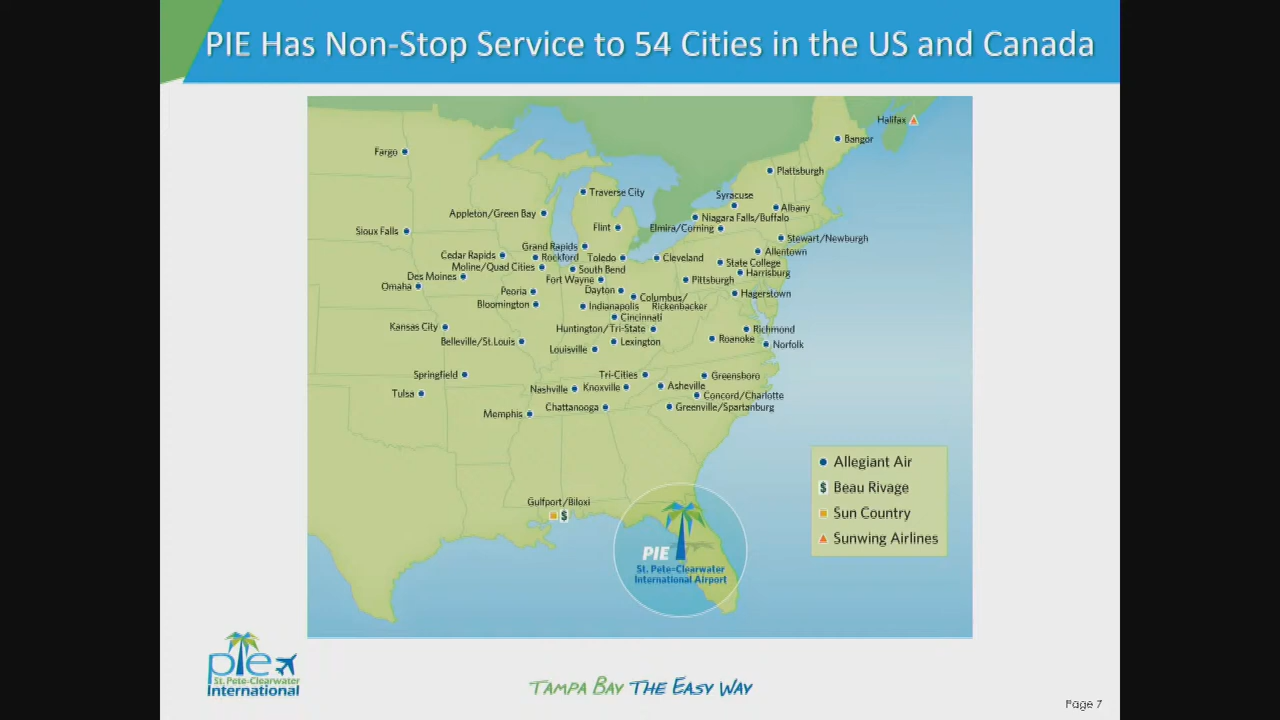 PIE Has Non-Stop Service to 54 Cities in the US and Canada
Halifax
Bangor
Fargo
Plattsburgh
Traverse City
Syracuse
Albany
Appleton/Green Bay
Niagara Falls/Buffalo
Flint
Elmira/Corning
Sioux Falls
Stewart/Newburgh
Grand Rapids
Allentown
Cedar Rapids
Rockford
Toledo
Cleveland
State College
Moline/Quad Cities
South Bend
Harrisburg
Des Moines
Fort Wayne
Pittsburgh
Omaha
Peoria
Dayton
Columbus/
Rickenbacker
Hagerstown
Bloomington
Indianapolis
Cincinnati
Kansas City
Huntington/Tri-State
Richmond
Belleville/St.Louis
Lexington
Roanoke
Norfolk
Louisville
Springfield
Tri-Cities
Greensboro
Tulsa
Nashville
Knoxville
Asheville
Concord/Charlotte
Memphis
Chattanooga
Greenville/Spartanburg
Gulfport/Biloxi
$
Allegiant Air
$ Beau Rivage
Sun Country
Sunwing Airlines
PIE
St. Pete-Clearwater
International Airport
pie
St. Pete-Clearwater
International
TAMPA BAY THE EASY WAY
Page 7